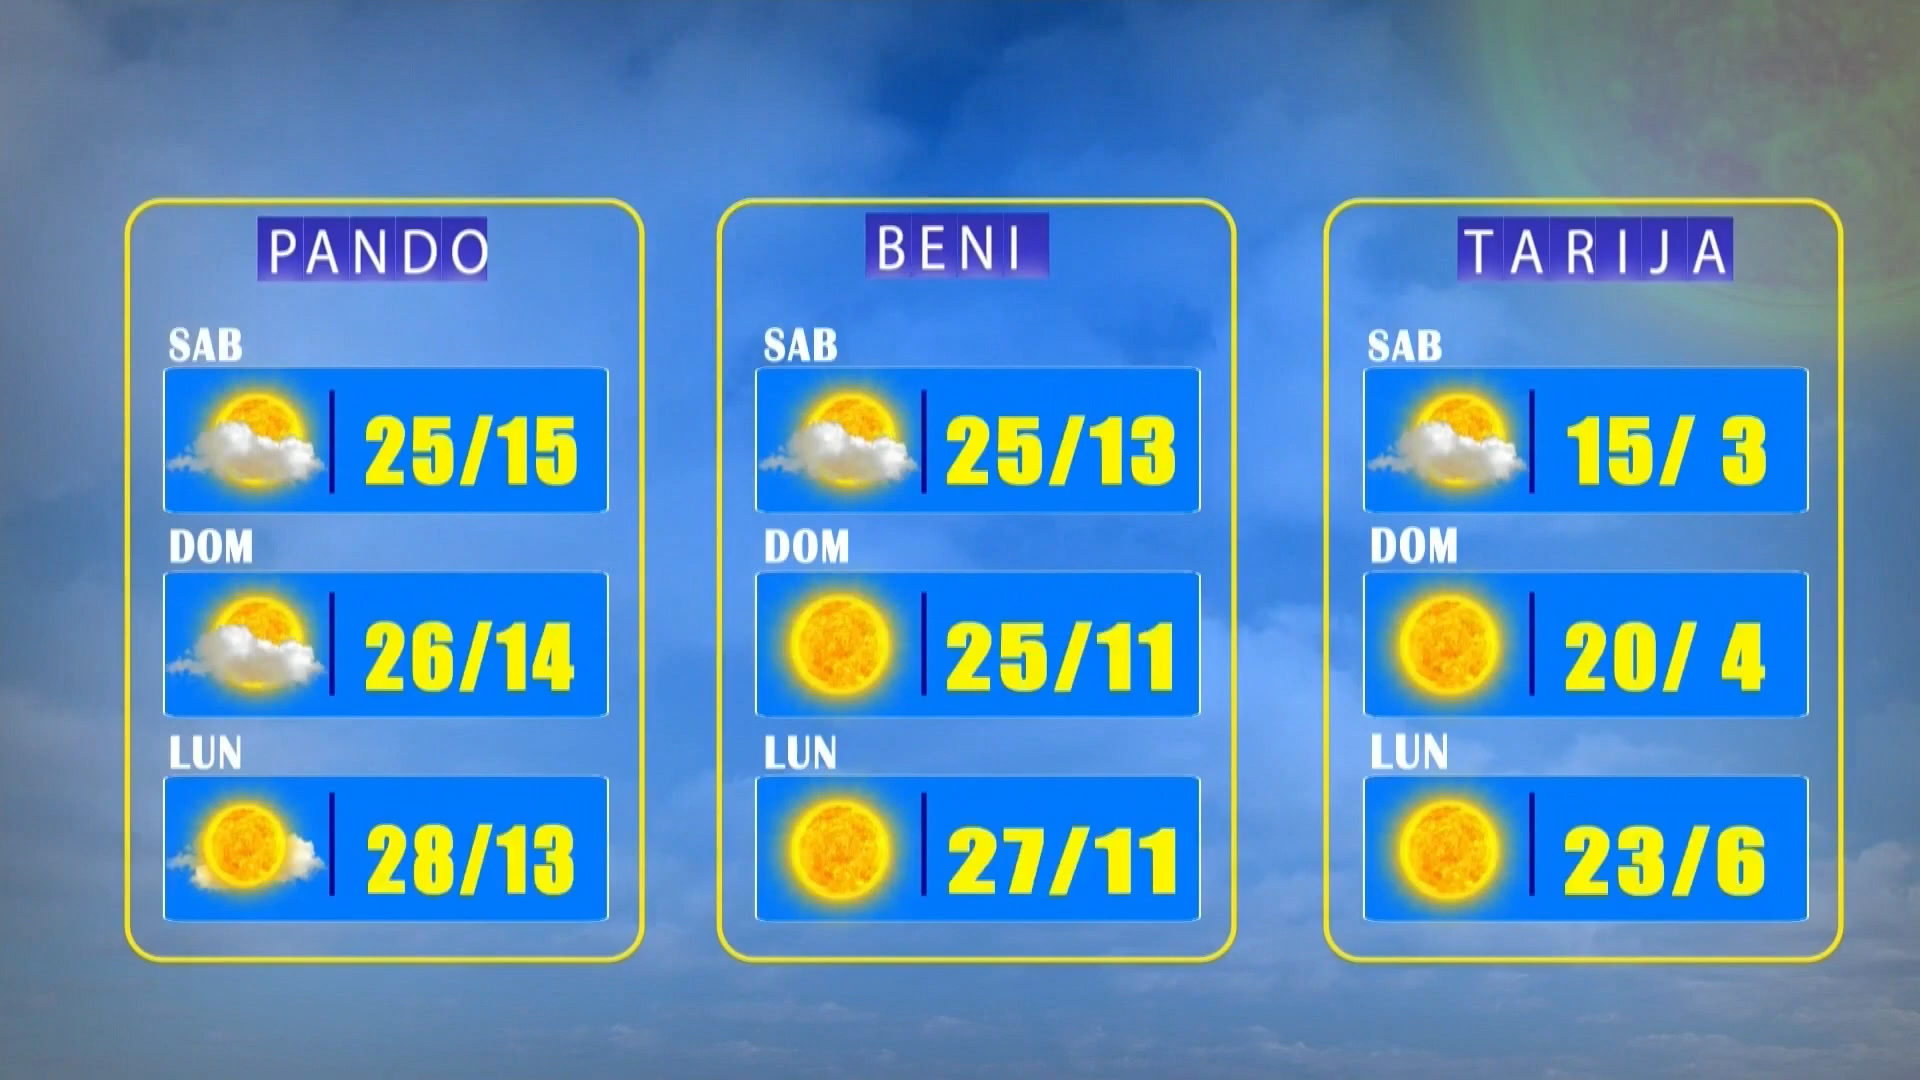 PANDO
SAB
25/15
DOM
26/14
LUN
28/13
BENI
SAB
25/13
DOM
25/11
LUN
27/11
TARIJA
SAB
15/ 3
DOM
20/ 4
LUN
23/6